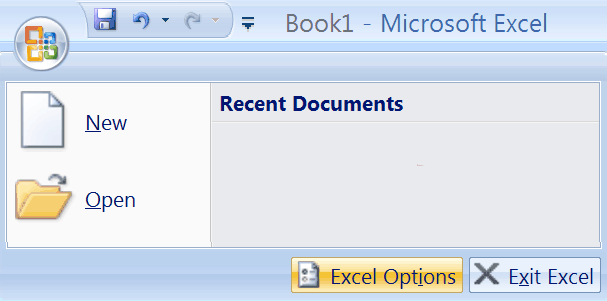 Book1 - Microsoft Excel
Recent Documents
New
Open
Excel Options
Exit Excel